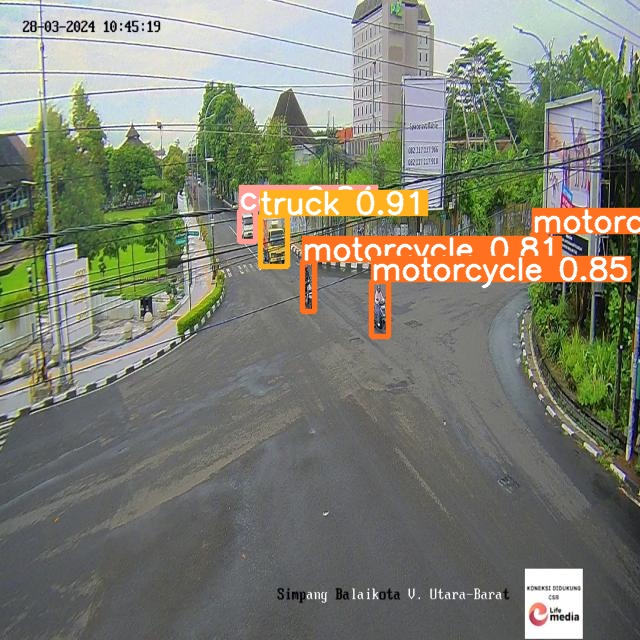 28-03-2024 10:45:19
truck 0.91
motorc
motorcycle 0.81
motorcycle 0.85
Simpang Balaikota V. Utara-Barat
KONEKSI DIDUKUNG
CSR
Life
media